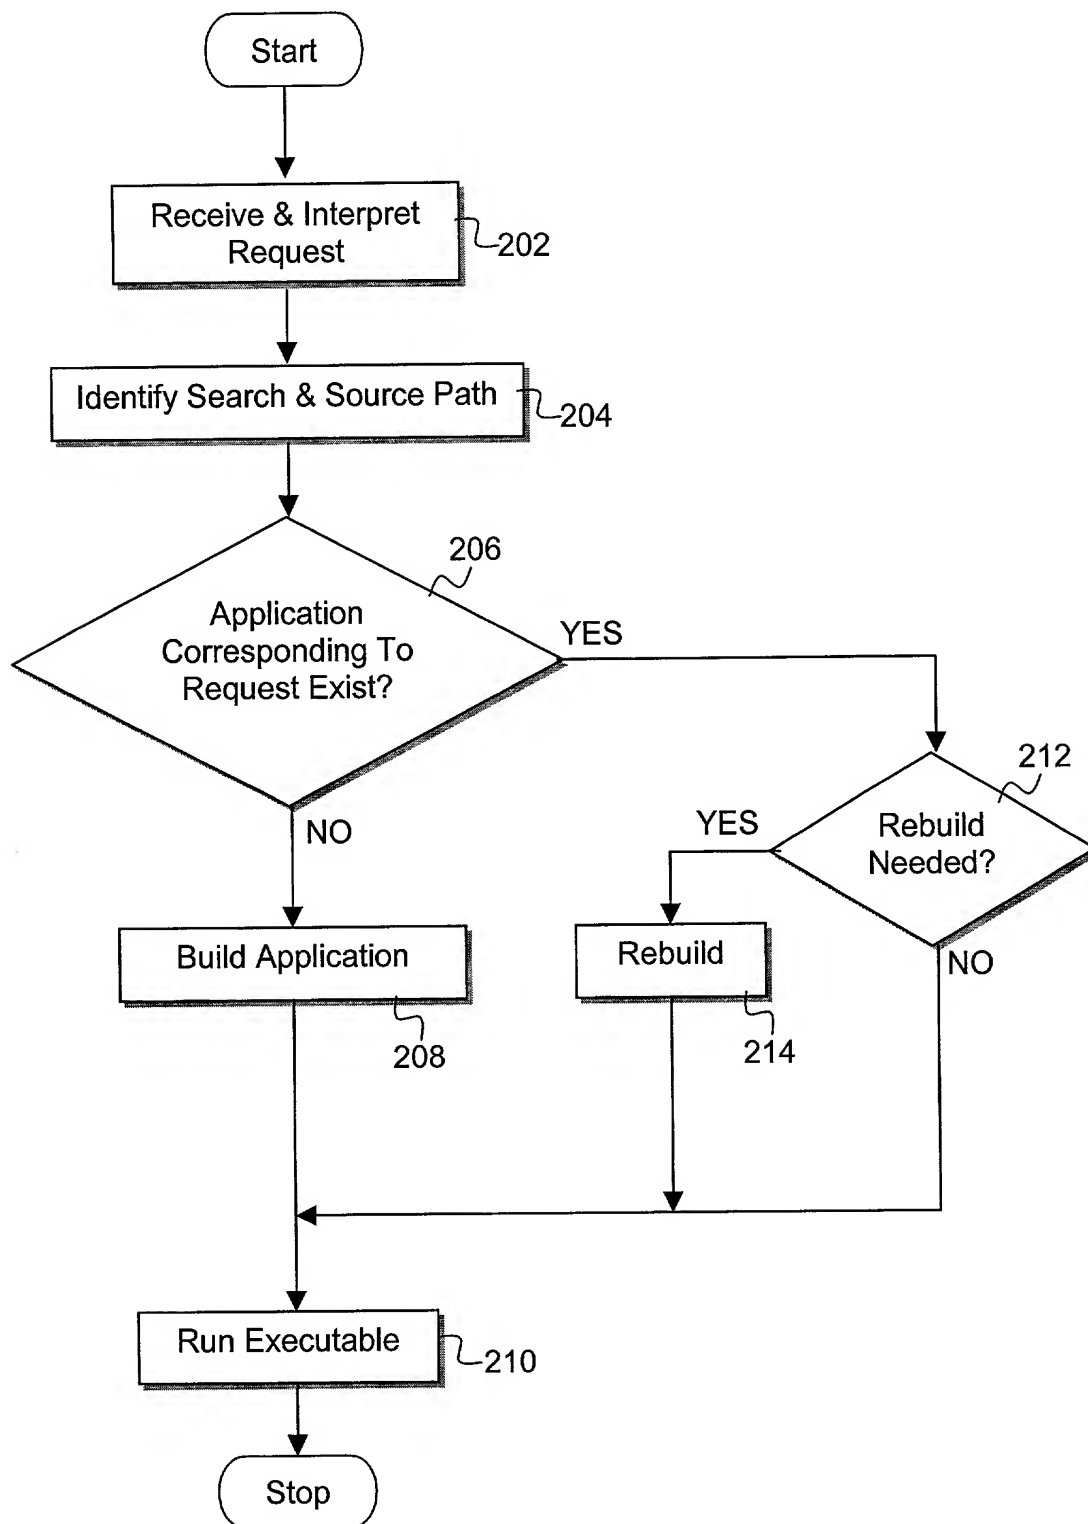 Start
Receive & Interpret
Request
202
Identify Search & Source Path
204
206
Application
Corresponding To
Request Exist?
YES
212
Rebuild
Needed?
YES
NO
NO
Build Application
208
Rebuild
214
Run Executable
210
Stop